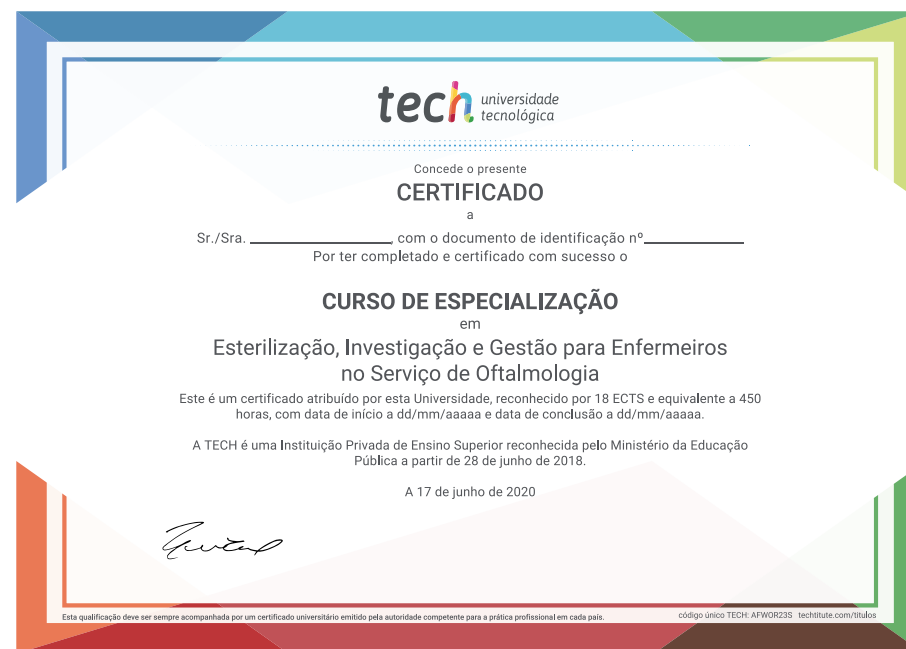 tech universidade
tecnológica
Concede o presente
CERTIFICADO
a
Sr./Sra. ____________________, com o documento de identificação nº______________
Por ter completado e certificado com sucesso o
CURSO DE ESPECIALIZAÇÃO
em
Esterilização, Investigação e Gestão para Enfermeiros
no Serviço de Oftalmologia
Este é um certificado atribuído por esta Universidade, reconhecido por 18 ECTS e equivalente a 450
horas, com data de início a dd/mm/aaaaa e data de conclusão a dd/mm/aaaaa.
A TECH é uma Instituição Privada de Ensino Superior reconhecida pelo Ministério da Educação
Pública a partir de 28 de junho de 2018.
A 17 de junho de 2020
Esta qualificação deve ser sempre acompanhada por um certificado universitário emitido pela autoridade competente para a prática profissional em cada país.
código único TECH: AFWOR23S techtitute.com/titulos